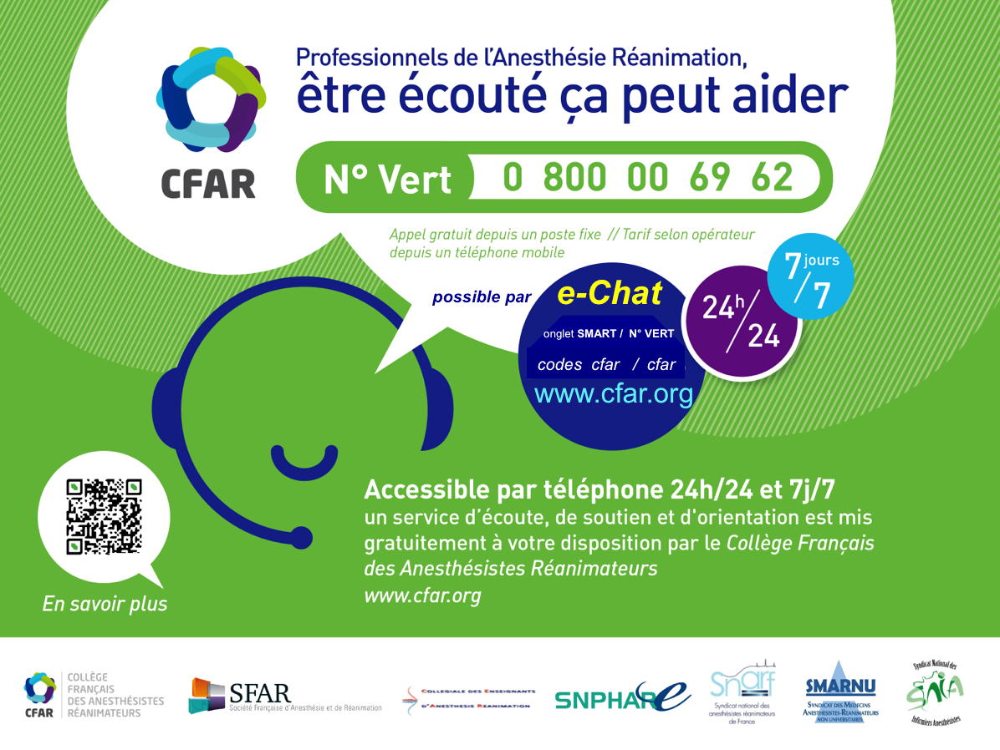 Professionnels de l'Anesthésie Réanimation,
être écouté ça peut aider
CFAR
N° Vert 0 800 00 69 62
Appel gratuit depuis un poste fixe // Tarif selon opérateur
depuis un téléphone mobile
possible par e-Chat
onglet SMART / N° VERT
codes cfar / cfar
www.cfar.org
24h/24
7jours/7
Accessible par téléphone 24h/24 et 7j/7
un service d'écoute, de soutien et d'orientation est mis
gratuitement à votre disposition par le Collège Français
des Anesthésistes Réanimateurs
www.cfar.org
En savoir plus
CFAR
COLLÈGE
FRANÇAIS
DES ANESTHÉSISTES
RÉANIMATEURS
SFAR
Société Française d'Anesthésie et de Réanimation
COLLEGIALE DES ENSEIGNANTS
D'ANESTHESIE REANIMATION
SNPHARe
Snarf
Syndicat national des
anesthésistes réanimateurs
de France
SMARNU
SYNDICAT DES MÉDECINS
ANESTHÉSISTES-RÉANIMATEURS
NON UNIVERSITAIRES
Syndicat National des
SNIA
Infirmiers Anesthésistes